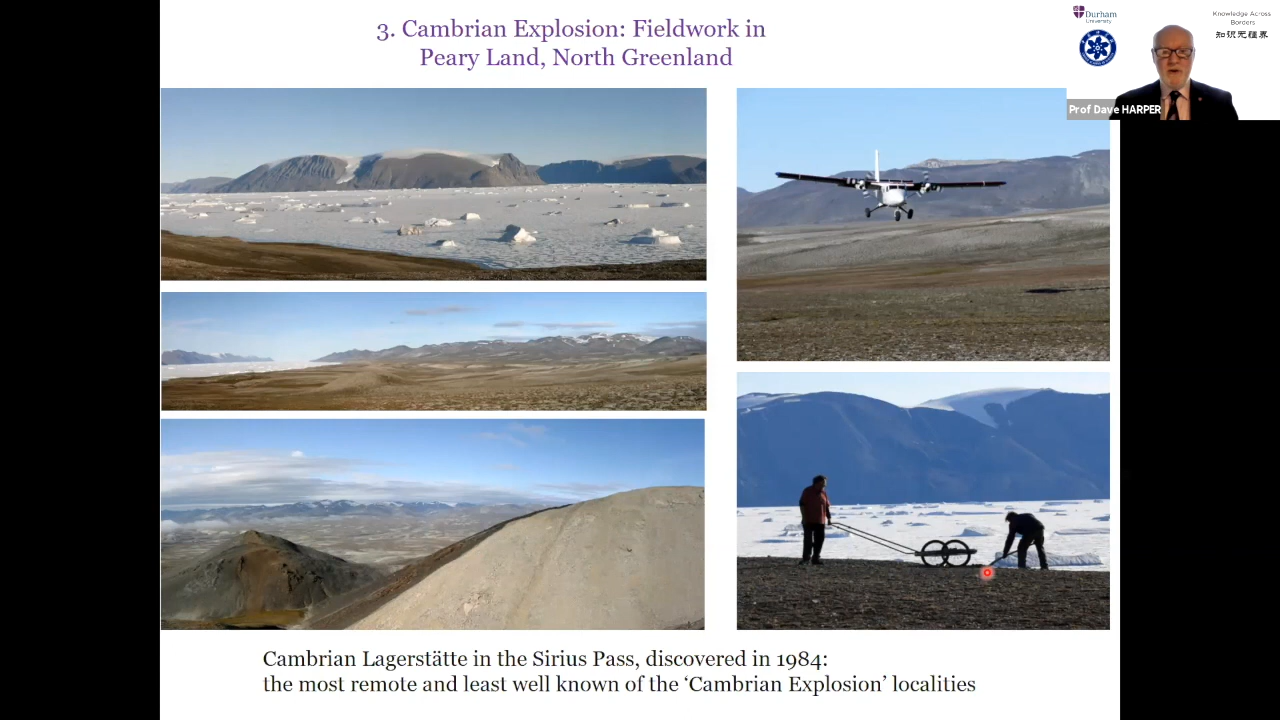 3. Cambrian Explosion: Fieldwork in
Peary Land, North Greenland
Durham
University
Knowledge Across
Borders
知识无疆界
Prof Dave HARPER
Cambrian Lagerstätte in the Sirius Pass, discovered in 1984:
the most remote and least well known of the ‘Cambrian Explosion’ localities